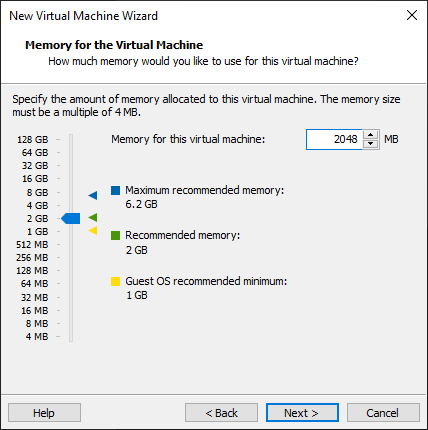 New Virtual Machine Wizard
Memory for the Virtual Machine
How much memory would you like to use for this virtual machine?
Specify the amount of memory allocated to this virtual machine. The memory size
must be a multiple of 4 MB.
128 GB
64 GB
32 GB
16 GB
8 GB
4 GB
2 GB
1 GB
512 MB
256 MB
128 MB
64 MB
32 MB
16 MB
8 MB
4 MB
Memory for this virtual machine: 2048 MB
Maximum recommended memory:
6.2 GB
Recommended memory:
2 GB
Guest OS recommended minimum:
1 GB
Help < Back Next > Cancel